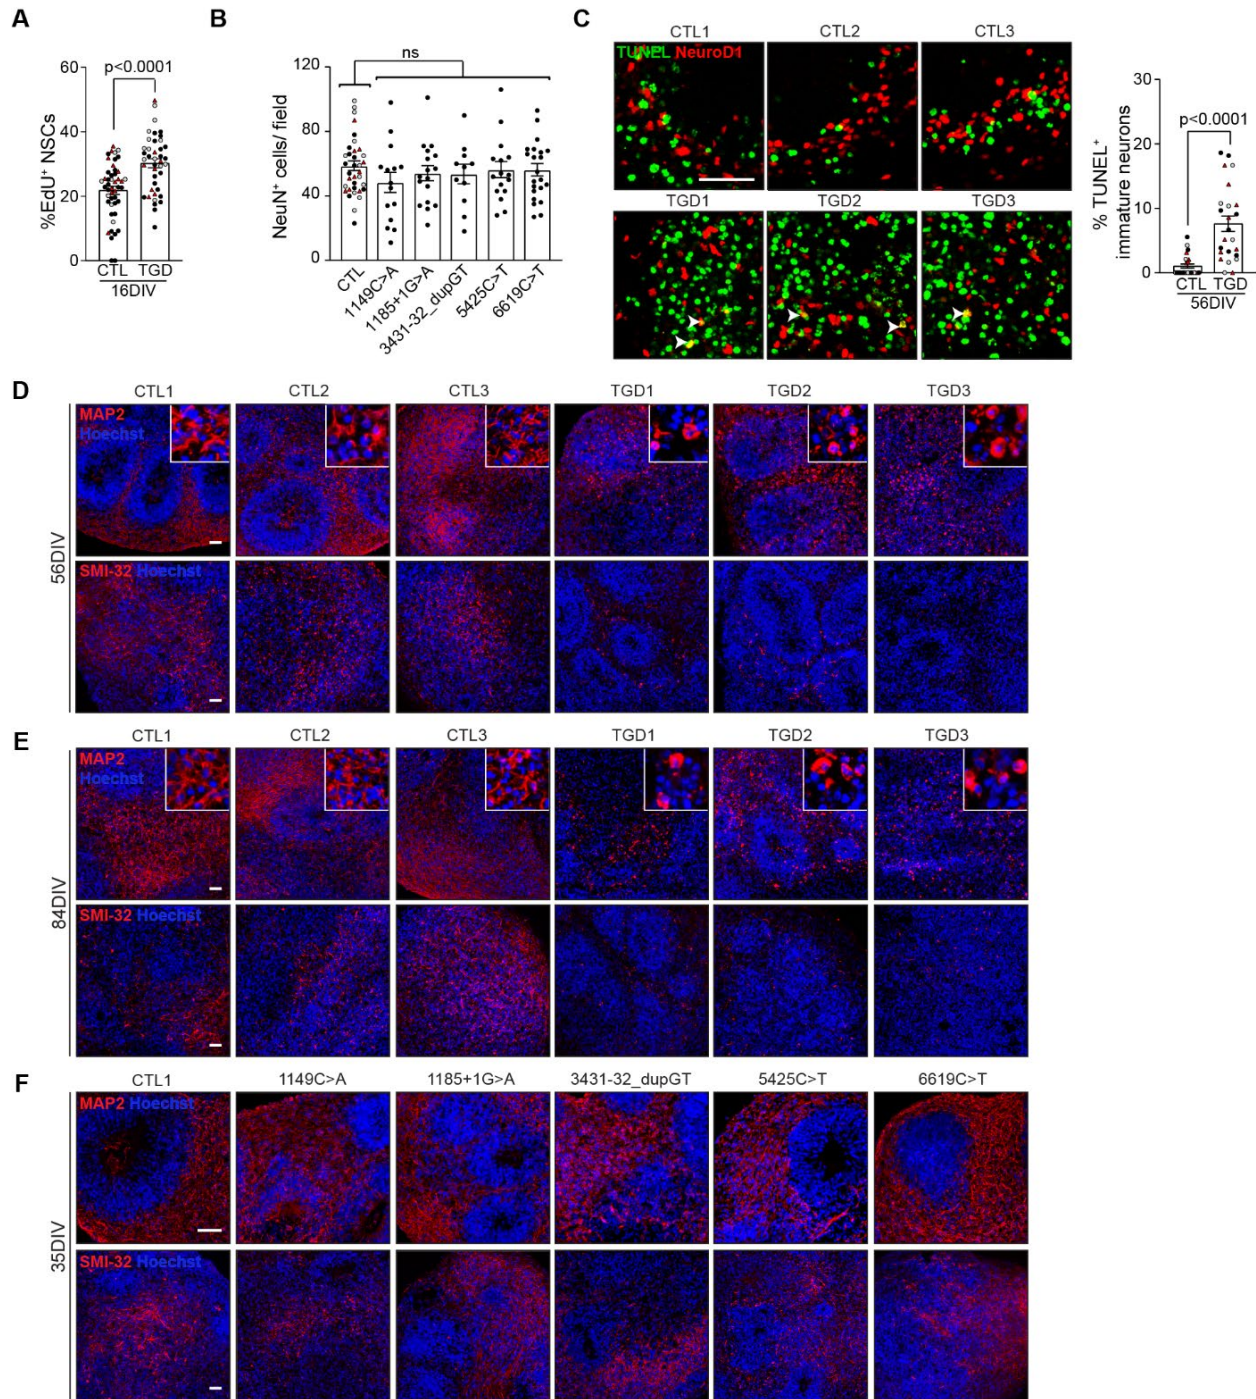 A
p<0.0001
60
40
20
0
%EdU⁺ NSCs
CTL TGD
16DIV
B
ns
120
80
40
0
NeuN⁺ cells/ field
CTL
1149C>A
1185+1G>A
3431-32_dupGT
5425C>T
6619C>T
C
CTL1 CTL2 CTL3
TUNEL NeuroD1
TGD1 TGD2 TGD3
30
p<0.0001
20
10
0
% TUNEL⁺
immature neurons
CTL TGD
56DIV
D
CTL1 CTL2 CTL3 TGD1 TGD2 TGD3
MAP2
Hoechst
56DIV
SMI-32 Hoechst
E
CTL1 CTL2 CTL3 TGD1 TGD2 TGD3
MAP2
Hoechst
84DIV
SMI-32 Hoechst
F
CTL1 1149C>A 1185+1G>A 3431-32_dupGT 5425C>T 6619C>T
MAP2 Hoechst
35DIV
SMI-32 Hoechst